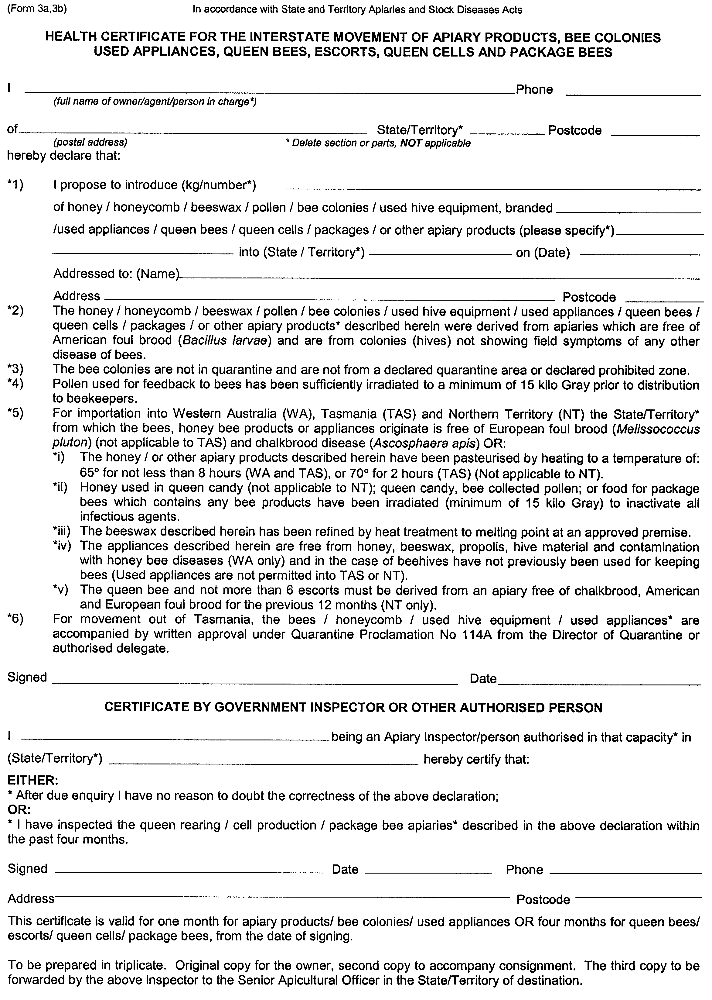 (Form 3a,3b) In accordance with State and Territory Apiaries and Stock Diseases Acts
HEALTH CERTIFICATE FOR THE INTERSTATE MOVEMENT OF APIARY PRODUCTS, BEE COLONIES
USED APPLIANCES, QUEEN BEES, ESCORTS, QUEEN CELLS AND PACKAGE BEES
I Phone
(full name of owner/agent/person in charge*)
of State/Territory* Postcode
(postal address) * Delete section or parts, NOT applicable
hereby declare that:
*1) I propose to introduce (kg/number*)
of honey / honeycomb / beeswax / pollen / bee colonies / used hive equipment, branded
/used appliances / queen bees / queen cells / packages / or other apiary products (please specify*)
into (State / Territory*) on (Date)
Addressed to: (Name)
Address Postcode
*2) The honey / honeycomb / beeswax / pollen / bee colonies / used hive equipment / used appliances / queen bees /
queen cells / packages / or other apiary products* described herein were derived from apiaries which are free of
American foul brood (Bacillus larvae) and are from colonies (hives) not showing field symptoms of any other
disease of bees.
*3) The bee colonies are not in quarantine and are not from a declared quarantine area or declared prohibited zone.
*4) Pollen used for feedback to bees has been sufficiently irradiated to a minimum of 15 kilo Gray prior to distribution
to beekeepers.
*5) For importation into Western Australia (WA), Tasmania (TAS) and Northern Territory (NT) the State/Territory*
from which the bees, honey bee products or appliances originate is free of European foul brood (Melissococcus
pluton) (not applicable to TAS) and chalkbrood disease (Ascosphaera apis) OR:
*i) The honey / or other apiary products described herein have been pasteurised by heating to a temperature of:
65º for not less than 8 hours (WA and TAS), or 70º for 2 hours (TAS) (Not applicable to NT).
*ii) Honey used in queen candy (not applicable to NT); queen candy, bee collected pollen; or food for package
bees which contains any bee products have been irradiated (minimum of 15 kilo Gray) to inactivate all
infectious agents.
*iii) The beeswax described herein has been refined by heat treatment to melting point at an approved premise.
*iv) The appliances described herein are free from honey, beeswax, propolis, hive material and contamination
with honey bee diseases (WA only) and in the case of beehives have not previously been used for keeping
bees (Used appliances are not permitted into TAS or NT).
*v) The queen bee and not more than 6 escorts must be derived from an apiary free of chalkbrood, American
and European foul brood for the previous 12 months (NT only).
*6) For movement out of Tasmania, the bees / honeycomb / used hive equipment / used appliances* are
accompanied by written approval under Quarantine Proclamation No 114A from the Director of Quarantine or
authorised delegate.
Signed Date
CERTIFICATE BY GOVERNMENT INSPECTOR OR OTHER AUTHORISED PERSON
I being an Apiary Inspector/person authorised in that capacity* in
(State/Territory*) hereby certify that:
EITHER:
* After due enquiry I have no reason to doubt the correctness of the above declaration;
OR:
* I have inspected the queen rearing / cell production / package bee apiaries* described in the above declaration within
the past four months.
Signed Date Phone
Address Postcode
This certificate is valid for one month for apiary products/ bee colonies/ used appliances OR four months for queen bees/
escorts/ queen cells/ package bees, from the date of signing.
To be prepared in triplicate. Original copy for the owner, second copy to accompany consignment. The third copy to be
forwarded by the above inspector to the Senior Apicultural Officer in the State/Territory of destination.